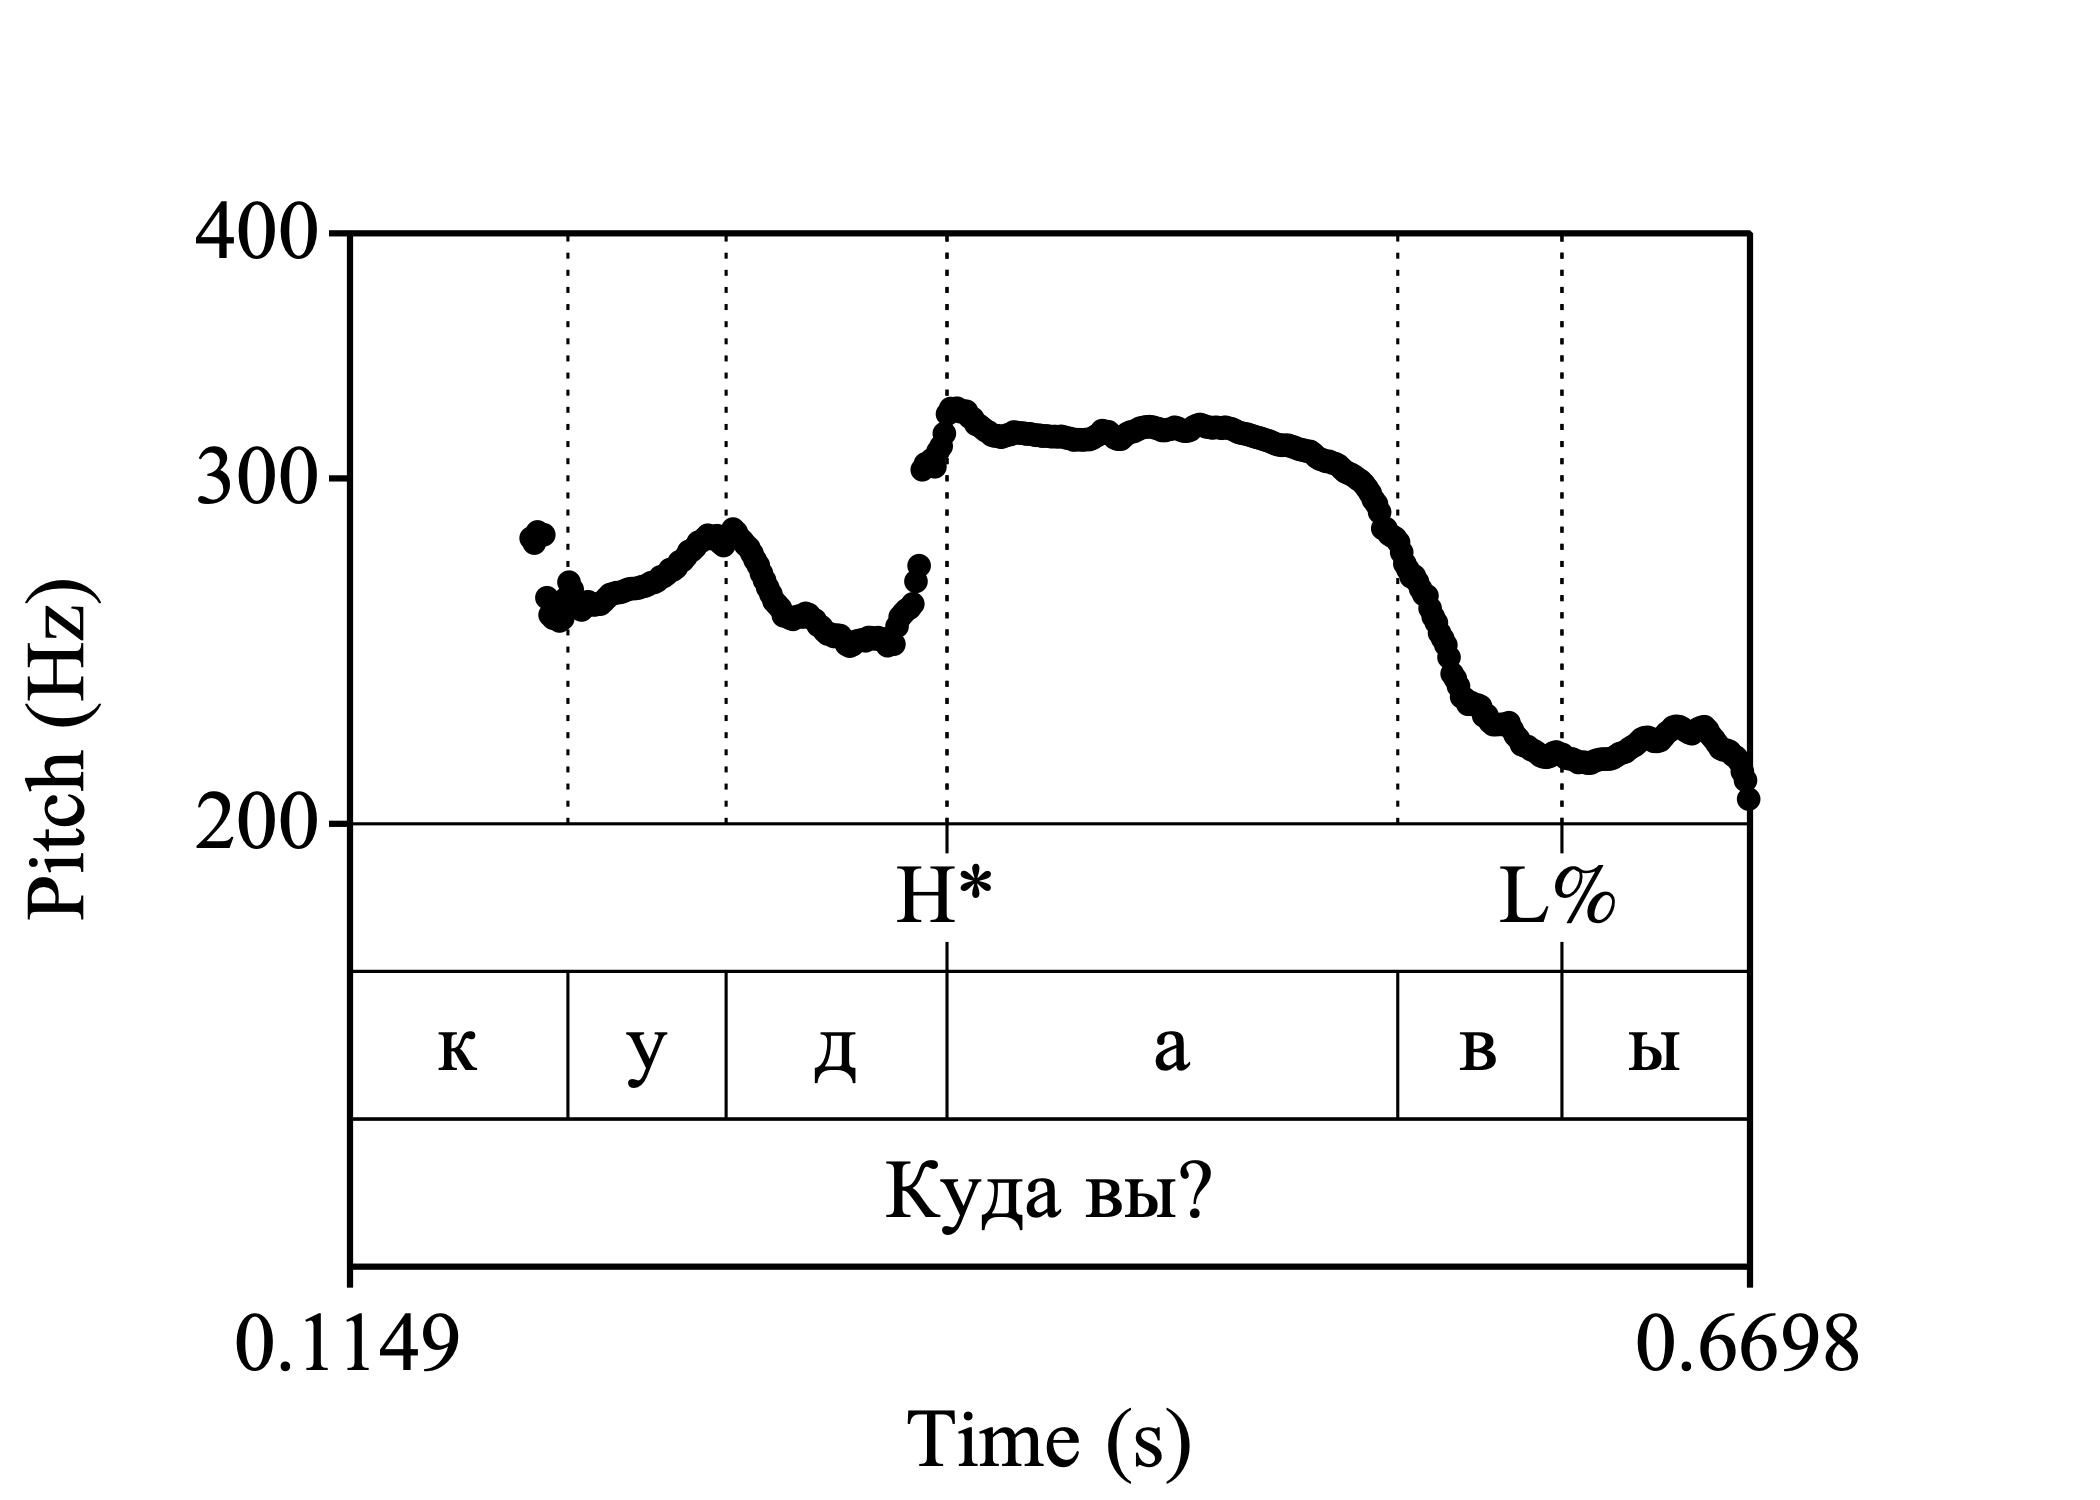 400
300
200
Pitch (Hz)
H* L%
к у д а в ы
Куда вы?
0.1149 0.6698
Time (s)